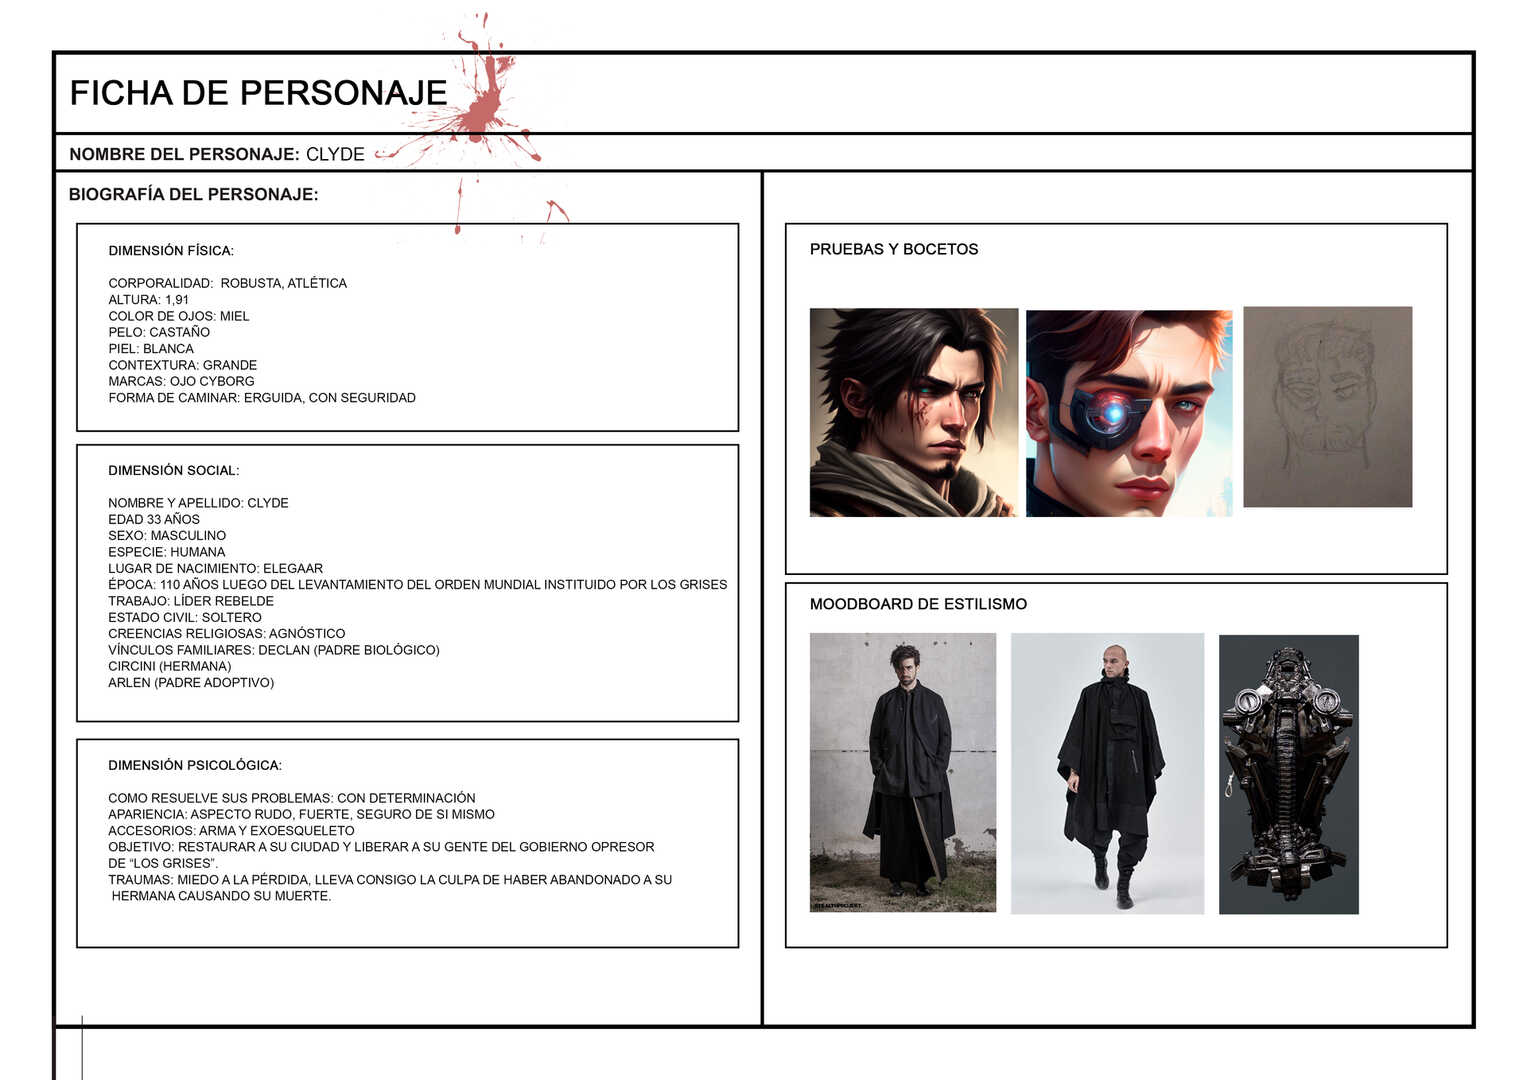 FICHA DE PERSONAJE
NOMBRE DEL PERSONAJE: CLYDE
BIOGRAFÍA DEL PERSONAJE:
DIMENSIÓN FÍSICA:
CORPORALIDAD: ROBUSTA, ATLÉTICA
ALTURA: 1,91
COLOR DE OJOS: MIEL
PELO: CASTAÑO
PIEL: BLANCA
CONTEXTURA: GRANDE
MARCAS: OJO CYBORG
FORMA DE CAMINAR: ERGUIDA, CON SEGURIDAD
DIMENSIÓN SOCIAL:
NOMBRE Y APELLIDO: CLYDE
EDAD 33 AÑOS
SEXO: MASCULINO
ESPECIE: HUMANA
LUGAR DE NACIMIENTO: ELEGAAR
ÉPOCA: 110 AÑOS LUEGO DEL LEVANTAMIENTO DEL ORDEN MUNDIAL INSTITUIDO POR LOS GRISES
TRABAJO: LÍDER REBELDE
ESTADO CIVIL: SOLTERO
CREENCIAS RELIGIOSAS: AGNÓSTICO
VÍNCULOS FAMILIARES: DECLAN (PADRE BIOLÓGICO)
CIRCINI (HERMANA)
ARLEN (PADRE ADOPTIVO)
DIMENSIÓN PSICOLÓGICA:
COMO RESUELVE SUS PROBLEMAS: CON DETERMINACIÓN
APARIENCIA: ASPECTO RUDO, FUERTE, SEGURO DE SI MISMO
ACCESORIOS: ARMA Y EXOESQUELETO
OBJETIVO: RESTAURAR A SU CIUDAD Y LIBERAR A SU GENTE DEL GOBIERNO OPRESOR
DE “LOS GRISES”.
TRAUMAS: MIEDO A LA PÉRDIDA, LLEVA CONSIGO LA CULPA DE HABER ABANDONADO A SU
HERMANA CAUSANDO SU MUERTE.
PRUEBAS Y BOCETOS
MOODBOARD DE ESTILISMO